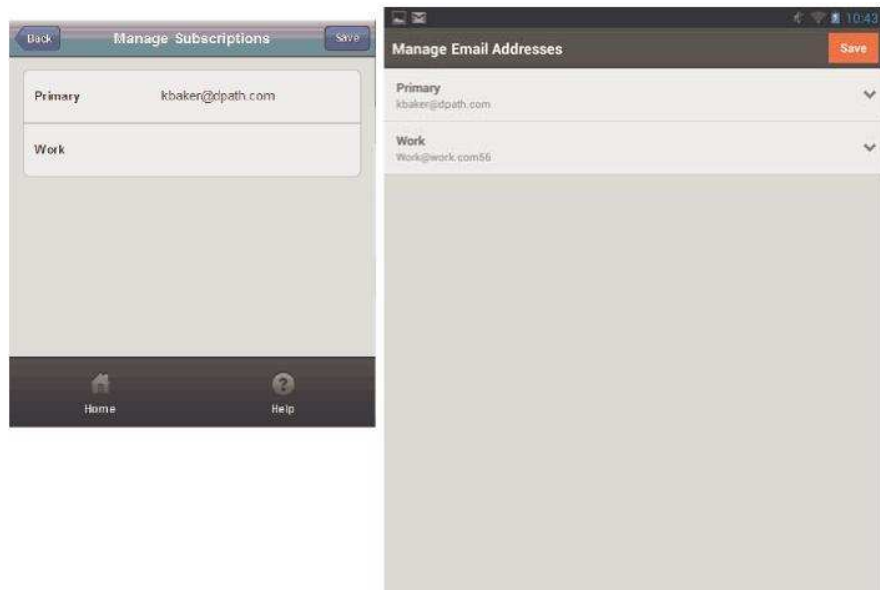 Back Manage Subscriptions Save
Primary kbaker@dpath.com
Work
Home Help
10:43
Manage Email Addresses Save
Primary
kbaker@dpath.com
Work
Work@work.com56